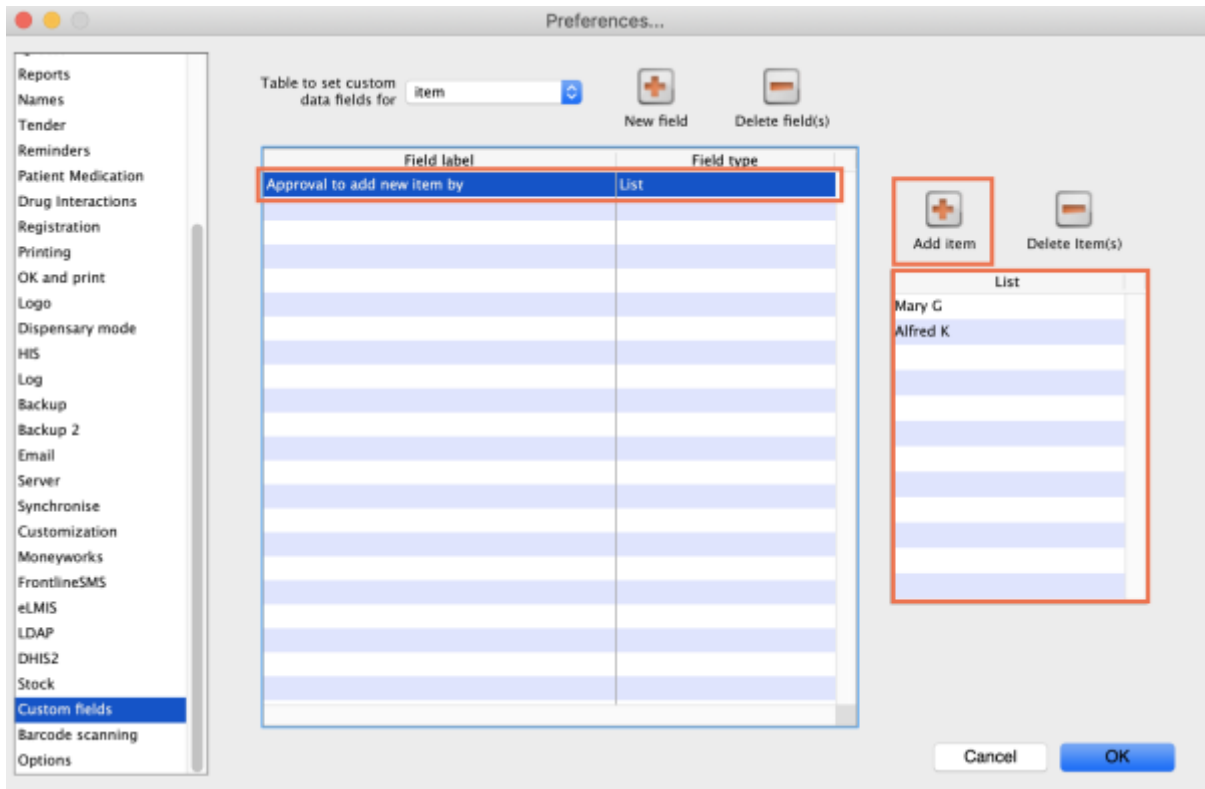 Preferences...
Reports
Names
Tender
Reminders
Patient Medication
Drug Interactions
Registration
Printing
OK and print
Logo
Dispensary mode
HIS
Log
Backup
Backup 2
Email
Server
Synchronise
Customization
Moneyworks
FrontlineSMS
eLMIS
LDAP
DHIS2
Stock
Custom fields
Barcode scanning
Options
Table to set custom
data fields for
item
New field
Delete field(s)
Field label
Field type
Approval to add new item by
List
Add item
Delete Item(s)
List
Mary G
Alfred K
Cancel
OK